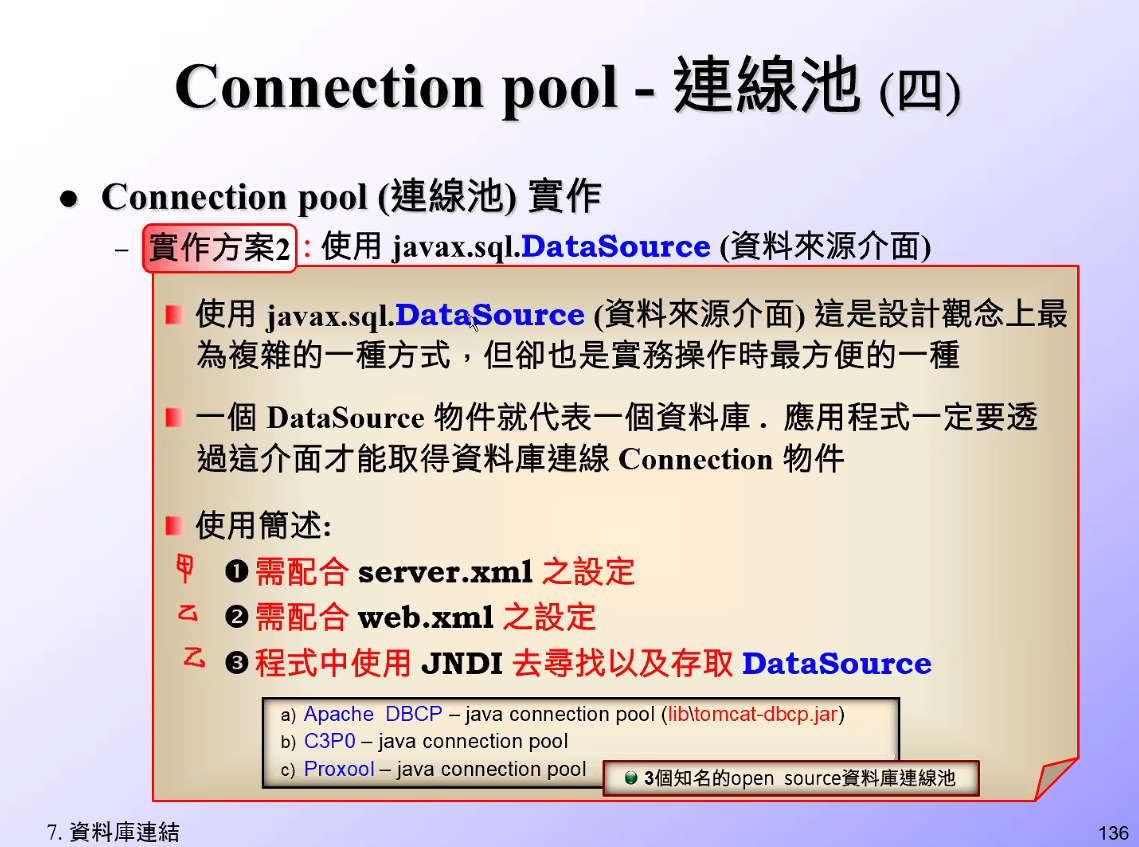 Connection pool - 連線池 (四)
● Connection pool (連線池) 實作
– 實作方案2 : 使用 javax.sql.DataSource (資料來源介面)
使用 javax.sql.DataSource (資料來源介面) 這是設計觀念上最
為複雜的一種方式，但卻也是實務操作時最方便的一種
一個 DataSource 物件就代表一個資料庫 . 應用程式一定要透
過這介面才能取得資料庫連線 Connection 物件
使用簡述:
甲 ❶需配合 server.xml 之設定
乙 ❷需配合 web.xml 之設定
乙 ❸程式中使用 JNDI 去尋找以及存取 DataSource
a) Apache DBCP – java connection pool (lib\tomcat-dbcp.jar)
b) C3P0 – java connection pool
c) Proxool – java connection pool
3個知名的open source資料庫連線池
7. 資料庫連結
136